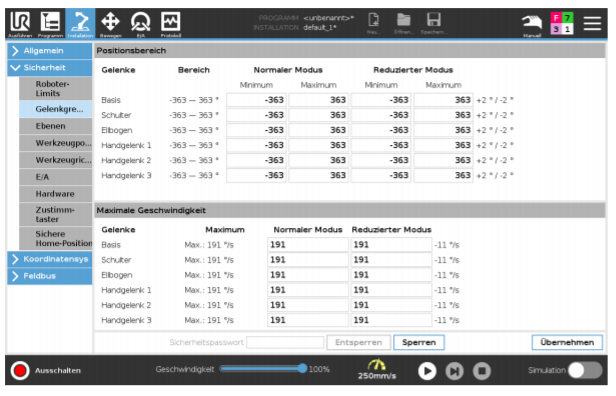 UR
PROGRAMM <unbenannt>*
INSTALLATION default_1*
Ausführen Programm Installation Bewegen E/A Protokoll
Neu... Öffnen... Speichern...
Manuell
F 7
3 1
Allgemein
Sicherheit
Roboter-
Limits
Gelenkgre...
Ebenen
Werkzeugpo...
Werkzeugric...
E/A
Hardware
Zustimm-
taster
Sichere
Home-Position
Koordinatensys
Feldbus
Positionsbereich
Gelenke Bereich Normaler Modus Reduzierter Modus
Minimum Maximum Minimum Maximum
Basis -363 — 363 ° -363 363 -363 363 +2 ° / -2 °
Schulter -363 — 363 ° -363 363 -363 363 +2 ° / -2 °
Ellbogen -363 — 363 ° -363 363 -363 363 +2 ° / -2 °
Handgelenk 1 -363 — 363 ° -363 363 -363 363 +2 ° / -2 °
Handgelenk 2 -363 — 363 ° -363 363 -363 363 +2 ° / -2 °
Handgelenk 3 -363 — 363 ° -363 363 -363 363 +2 ° / -2 °
Maximale Geschwindigkeit
Gelenke Maximum Normaler Modus Reduzierter Modus
Basis Max.: 191 °/s 191 191 -11 °/s
Schulter Max.: 191 °/s 191 191 -11 °/s
Ellbogen Max.: 191 °/s 191 191 -11 °/s
Handgelenk 1 Max.: 191 °/s 191 191 -11 °/s
Handgelenk 2 Max.: 191 °/s 191 191 -11 °/s
Handgelenk 3 Max.: 191 °/s 191 191 -11 °/s
Sicherheitspasswort Entsperren Sperren Übernehmen
Ausschalten Geschwindigkeit 100% 250mm/s Simulation